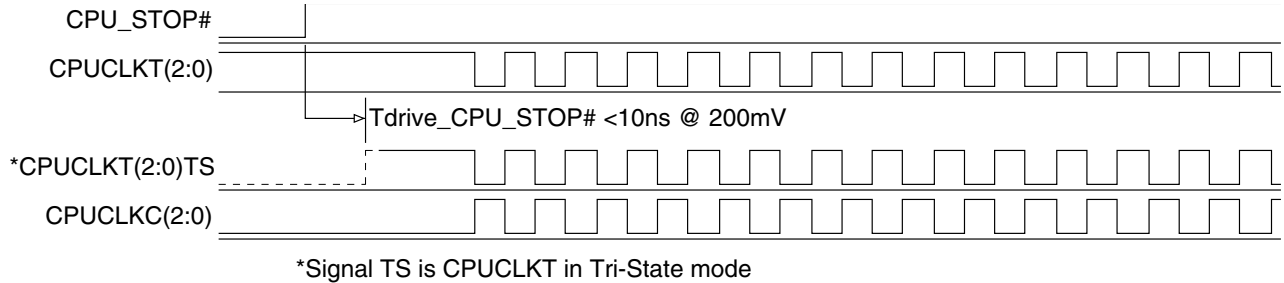 CPU_STOP#
CPUCLKT(2:0)
Tdrive_CPU_STOP# <10ns @ 200mV
*CPUCLKT(2:0)TS
CPUCLKC(2:0)
*Signal TS is CPUCLKT in Tri-State mode